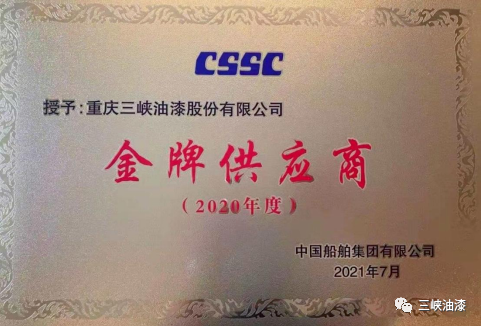 CSSC
授予:重庆三峡油漆股份有限公司
金牌供应商
(2020年度)
中国船舶集团有限公司
2021年7月
三峡油漆